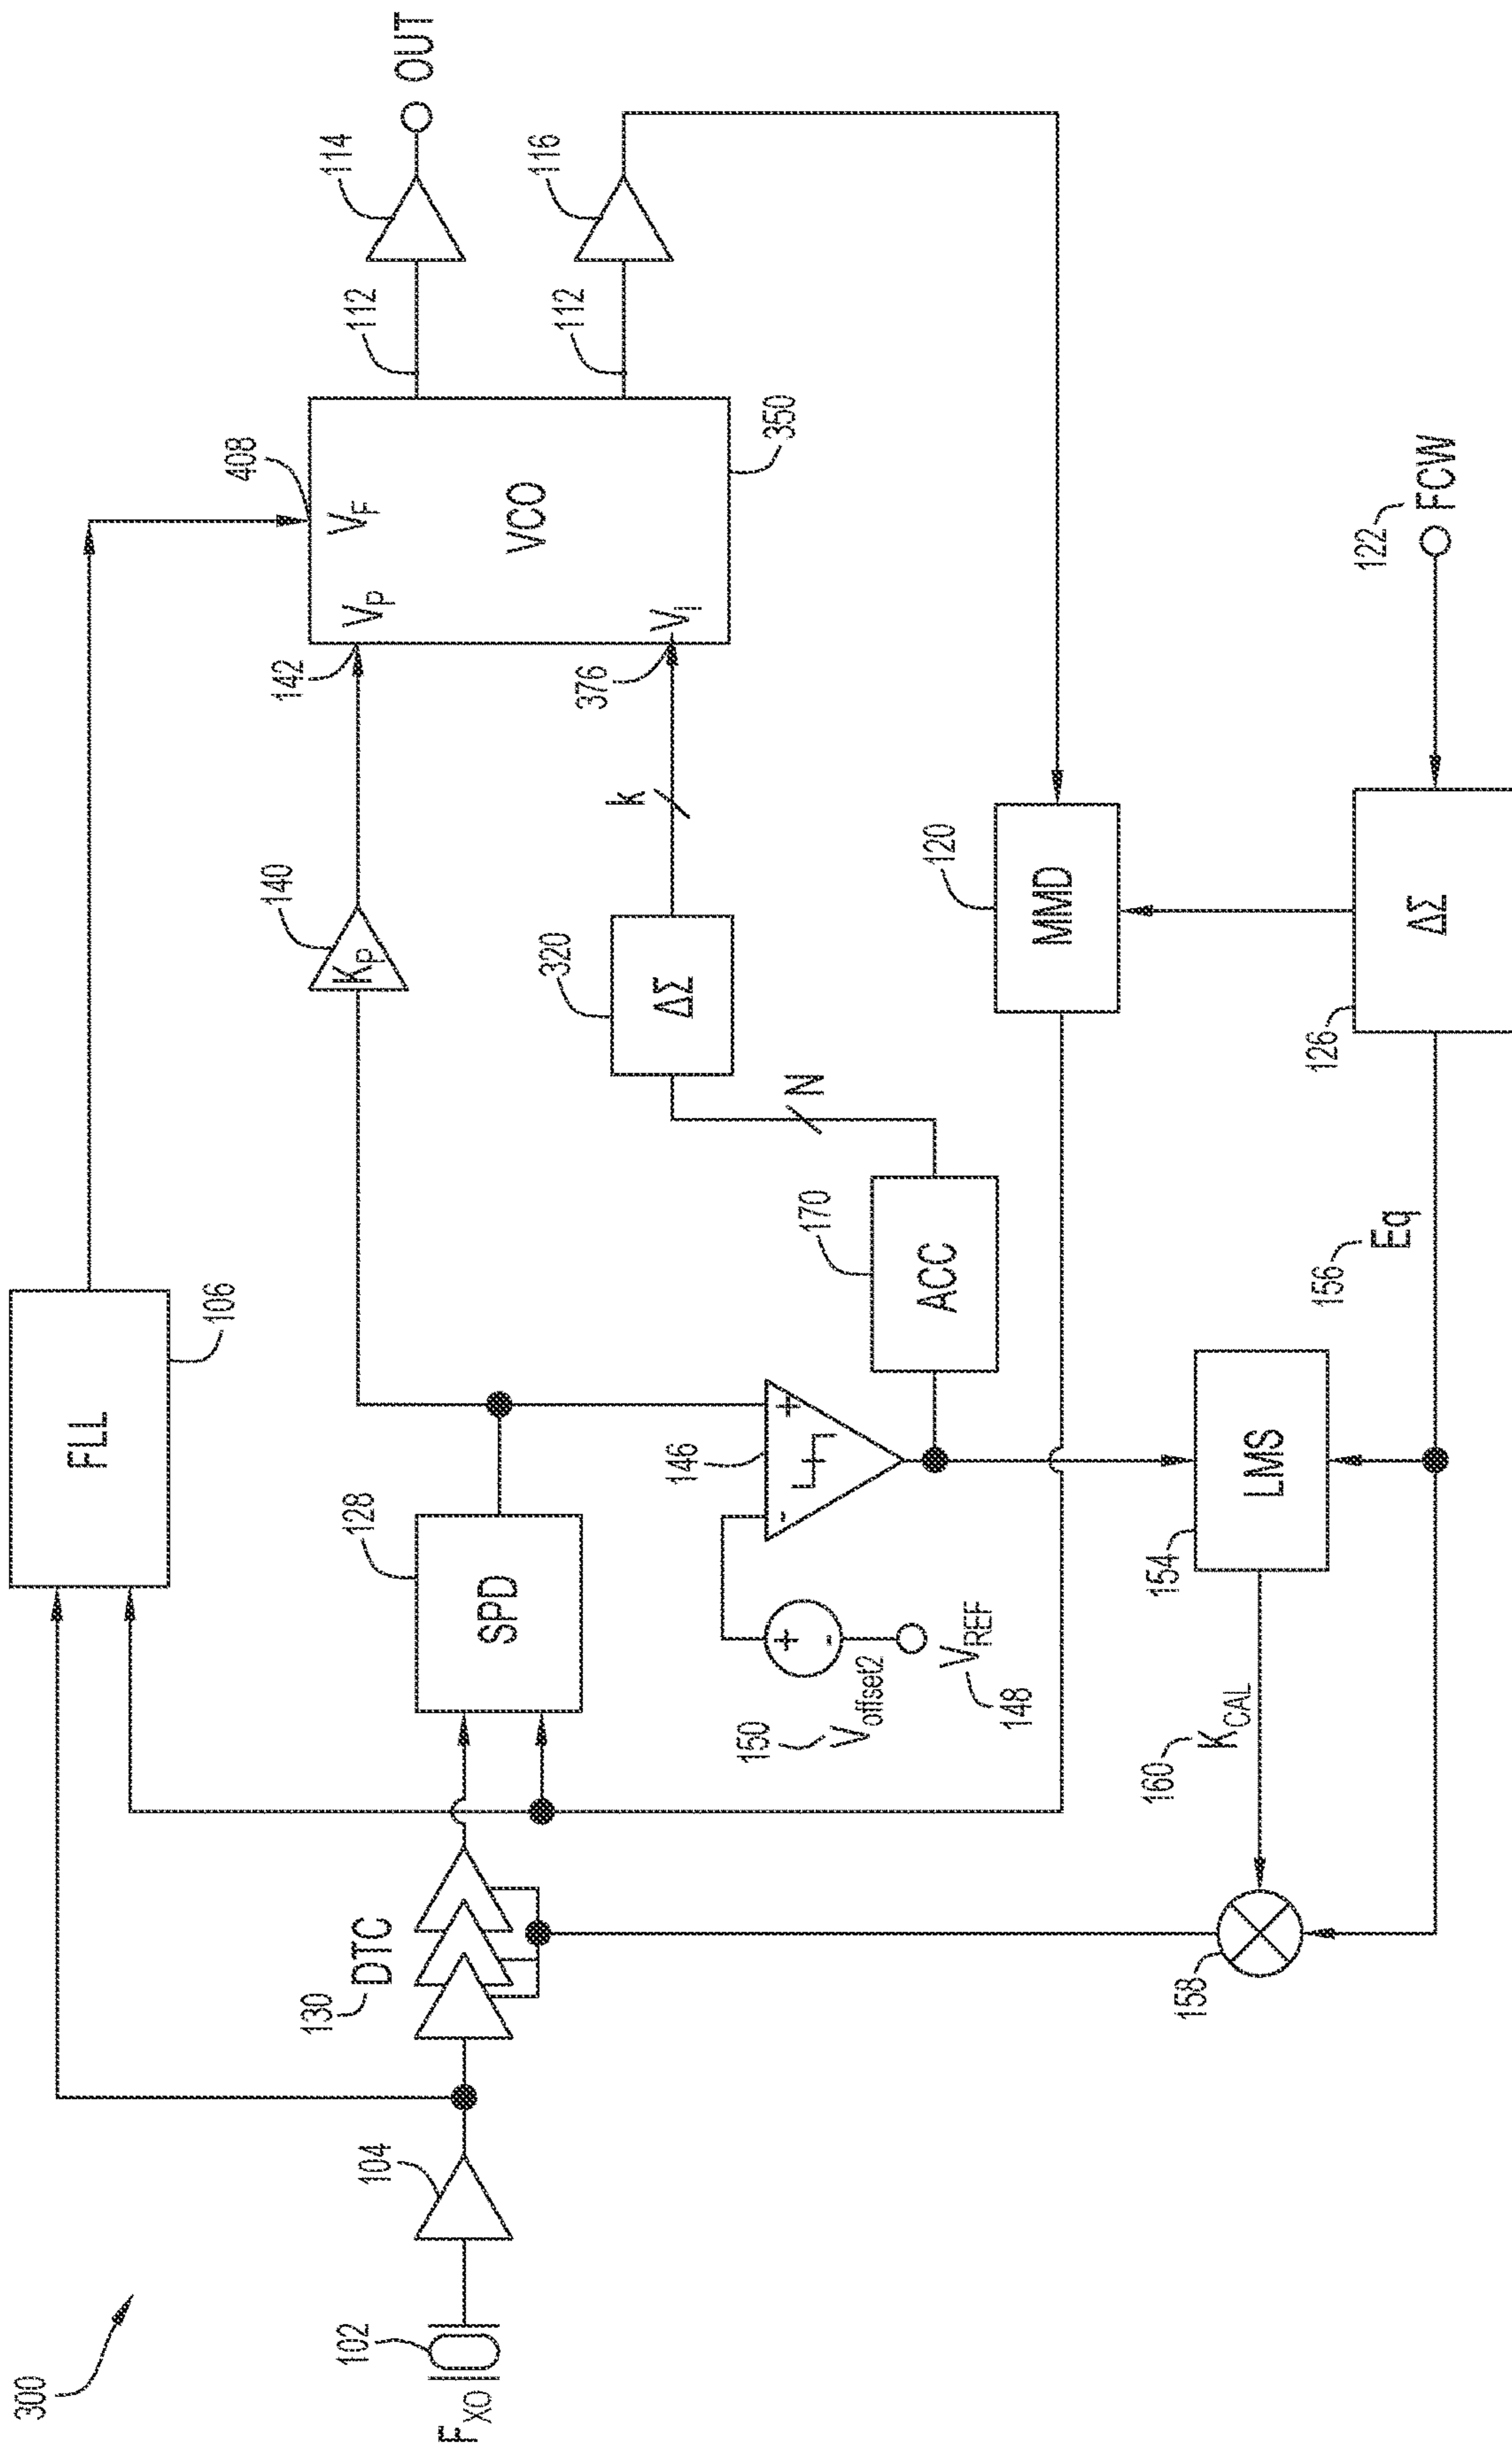 300
F_XO
102
104
130
DTC
FLL
106
SPD
128
140
K_P
142
V_P
V_F
408
VCO
350
V_I
376
112
114
OUT
112
116
150
V_offset2
V_REF
148
-
+
+
-
146
ACC
170
N
ΔΣ
320
k
MMD
120
158
160
K_CAL
LMS
154
156
Eq
ΔΣ
126
122
FCW